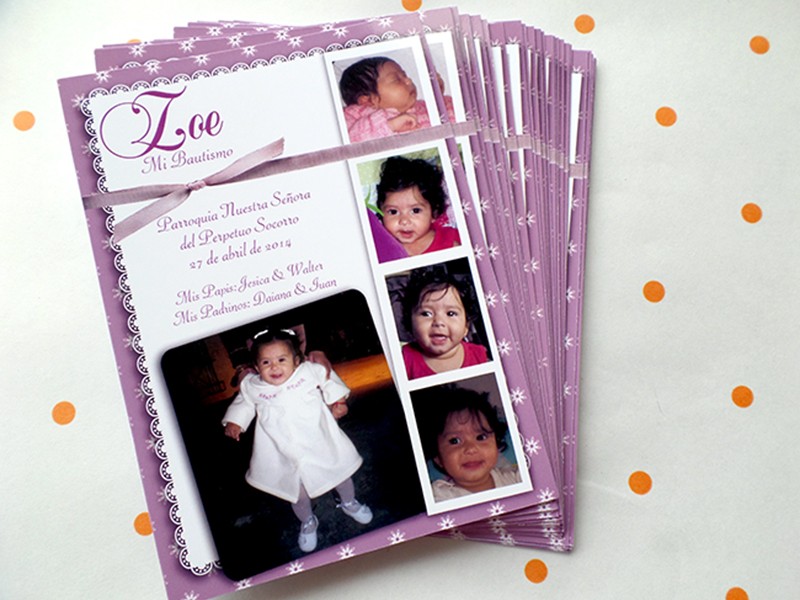 Zoe
Mi Bautismo
Parroquia Nuestra Señora
del Perpetuo Socorro
27 de abril de 2014
Mis Papis: Jesica & Walter
Mis Padrinos: Daiana & Juan